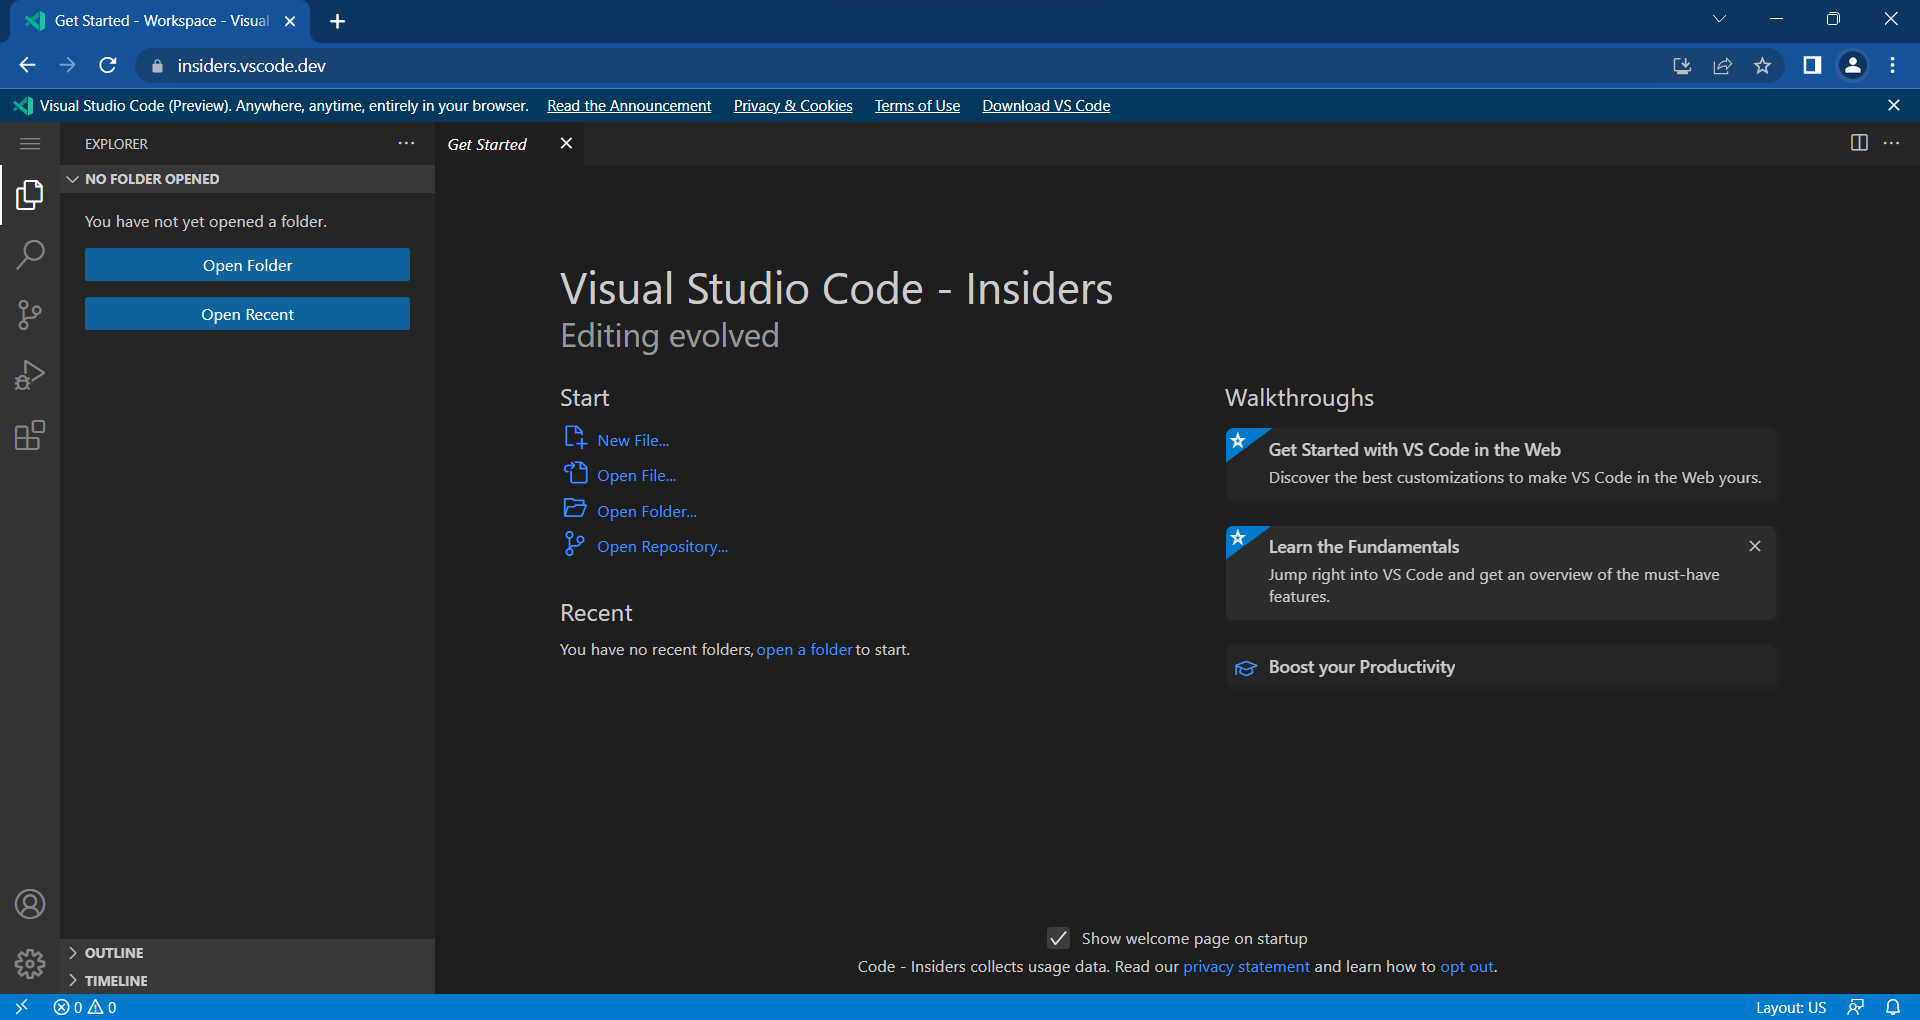 Get Started - Workspace - Visual
insiders.vscode.dev
Visual Studio Code (Preview). Anywhere, anytime, entirely in your browser. Read the Announcement Privacy & Cookies Terms of Use Download VS Code
EXPLORER
Get Started
NO FOLDER OPENED
You have not yet opened a folder.
Open Folder
Open Recent
Visual Studio Code - Insiders
Editing evolved
Start
New File...
Open File...
Open Folder...
Open Repository...
Recent
You have no recent folders, open a folder to start.
Walkthroughs
Get Started with VS Code in the Web
Discover the best customizations to make VS Code in the Web yours.
Learn the Fundamentals
Jump right into VS Code and get an overview of the must-have
features.
Boost your Productivity
Show welcome page on startup
Code - Insiders collects usage data. Read our privacy statement and learn how to opt out.
OUTLINE
TIMELINE
0 0
Layout: US